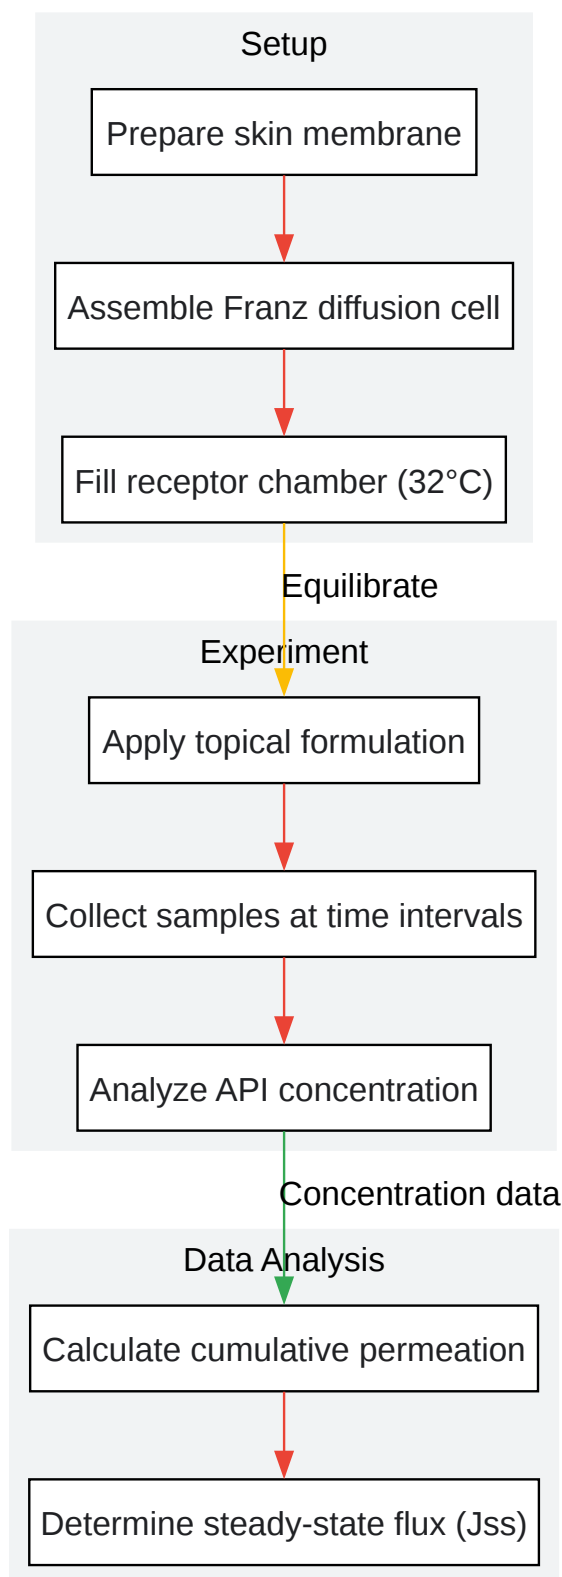 Setup
Prepare skin membrane
Assemble Franz diffusion cell
Fill receptor chamber (32°C)
Equilibrate
Experiment
Apply topical formulation
Collect samples at time intervals
Analyze API concentration
Concentration data
Data Analysis
Calculate cumulative permeation
Determine steady-state flux (Jss)